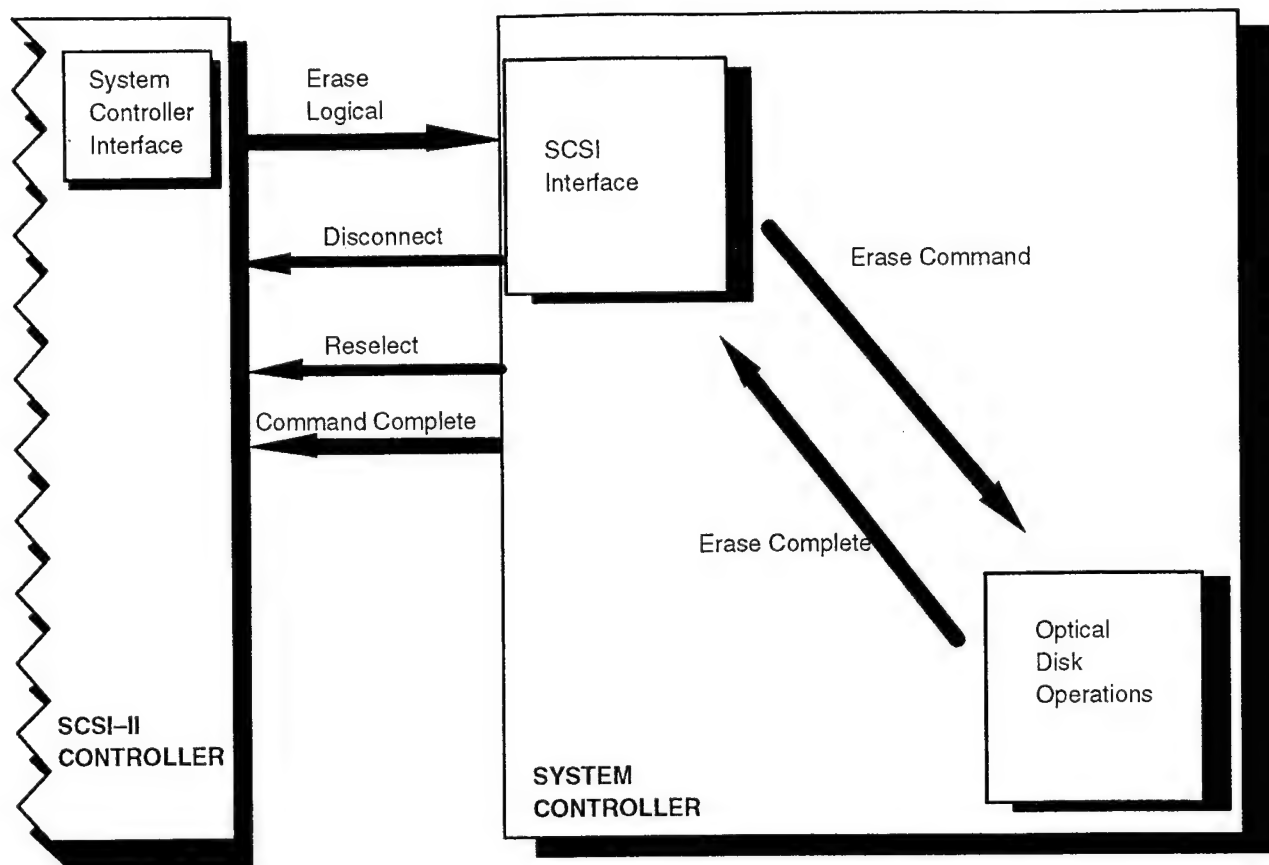 System
Controller
Interface
Erase
Logical
SCSI
Interface
Disconnect
Erase Command
Reselect
Command Complete
Erase Complete
Optical
Disk
Operations
SCSI–II
CONTROLLER
SYSTEM
CONTROLLER